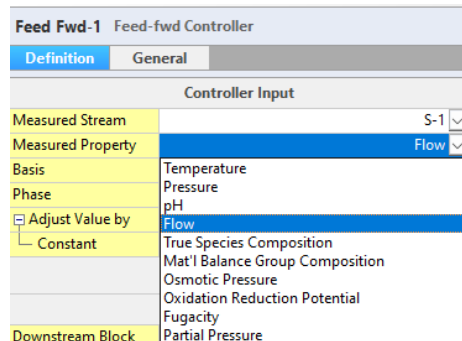 Feed Fwd-1 Feed-fwd Controller
Definition General
Controller Input
Measured Stream S-1
Measured Property Flow
Basis
Phase
Adjust Value by
Constant
Downstream Block
Temperature
Pressure
pH
Flow
True Species Composition
Mat'l Balance Group Composition
Osmotic Pressure
Oxidation Reduction Potential
Fugacity
Partial Pressure